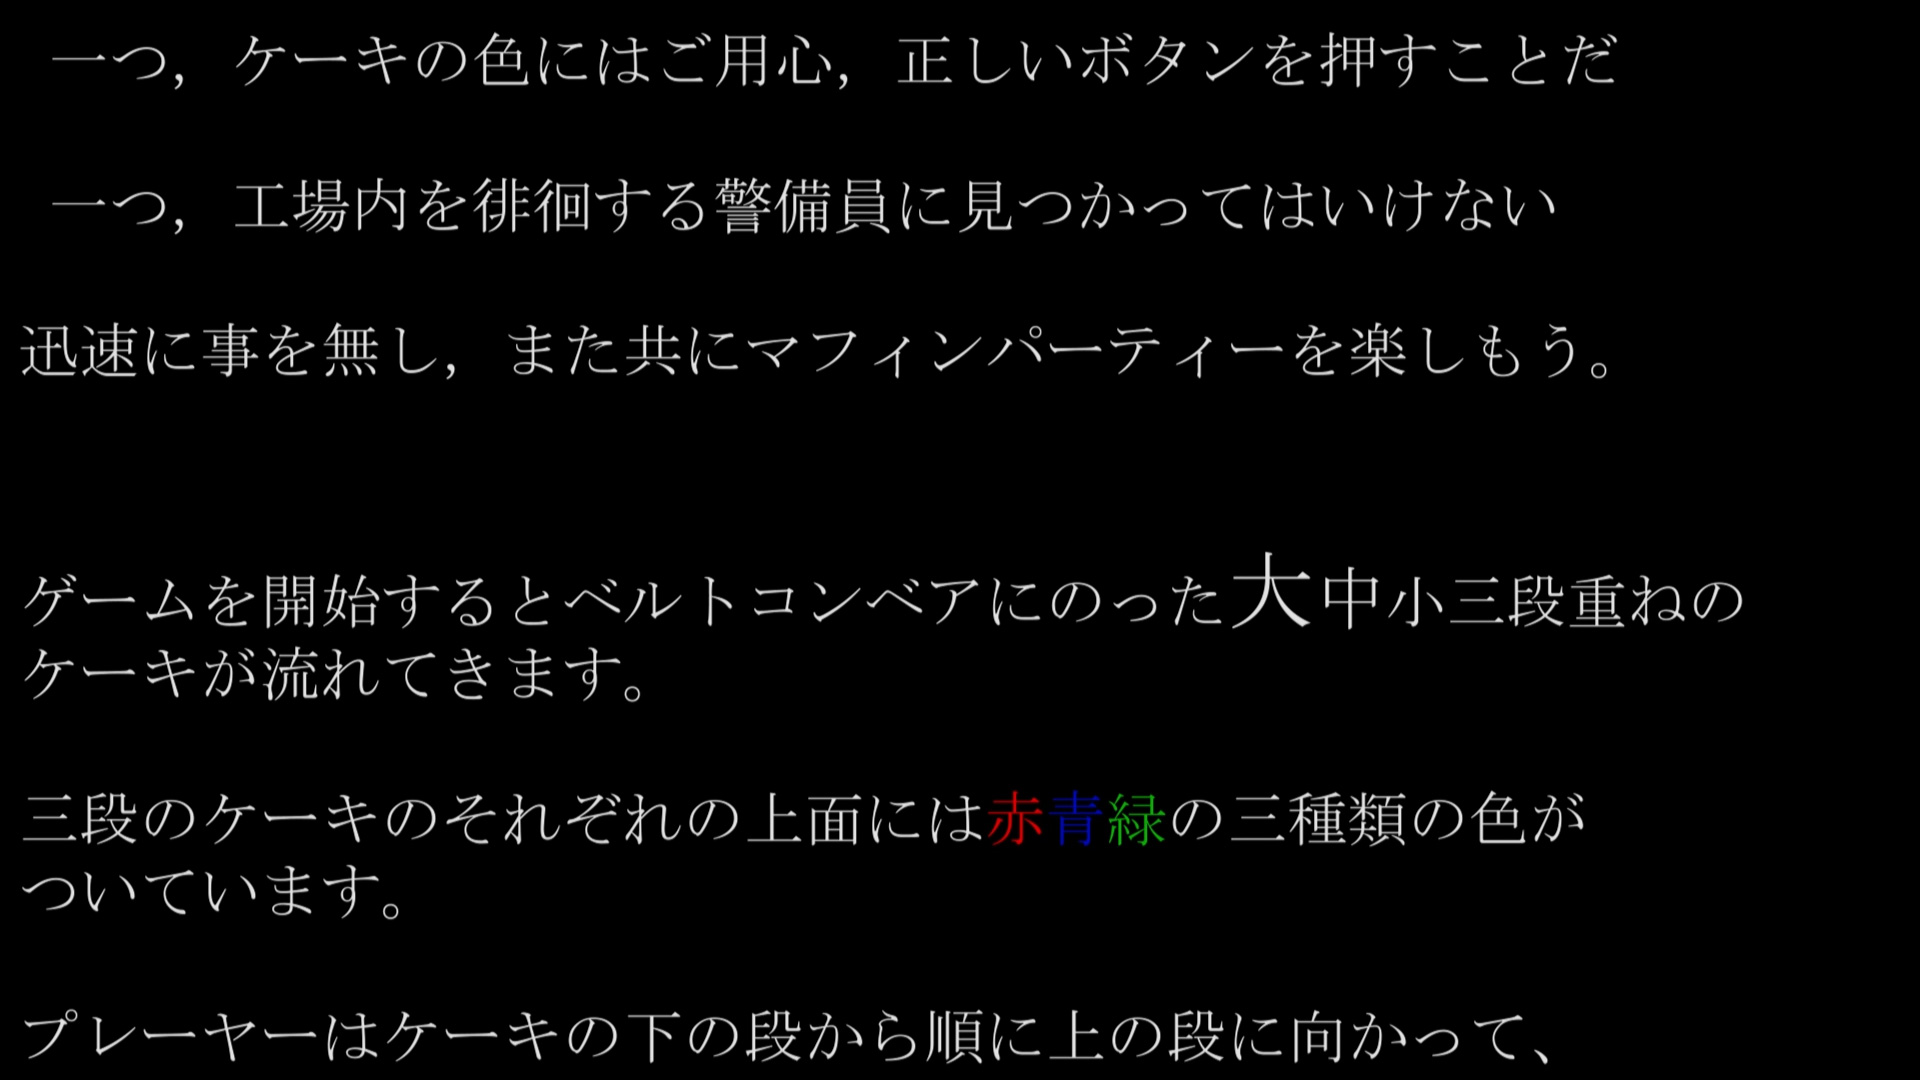 一つ，ケーキの色にはご用心，正しいボタンを押すことだ
一つ，工場内を徘徊する警備員に見つかってはいけない
迅速に事を無し，また共にマフィンパーティーを楽しもう。
ゲームを開始するとベルトコンベアにのった大中小三段重ねの
ケーキが流れてきます。
三段のケーキのそれぞれの上面には赤青緑の三種類の色が
ついています。
プレーヤーはケーキの下の段から順に上の段に向かって、